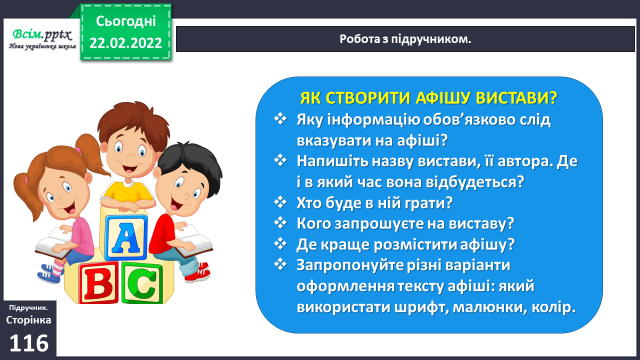 Всім.pptx
Нова українська школа
Сьогодні
22.02.2022
Робота з підручником.
ЯК СТВОРИТИ АФІШУ ВИСТАВИ?
❖ Яку інформацію обов’язково слід
вказувати на афіші?
❖ Напишіть назву вистави, її автора. Де
і в який час вона відбудеться?
❖ Хто буде в ній грати?
❖ Кого запрошуєте на виставу?
❖ Де краще розмістити афішу?
❖ Запропонуйте різні варіанти
оформлення тексту афіші: який
використати шрифт, малюнки, колір.
A
B C
Підручник.
Сторінка
116